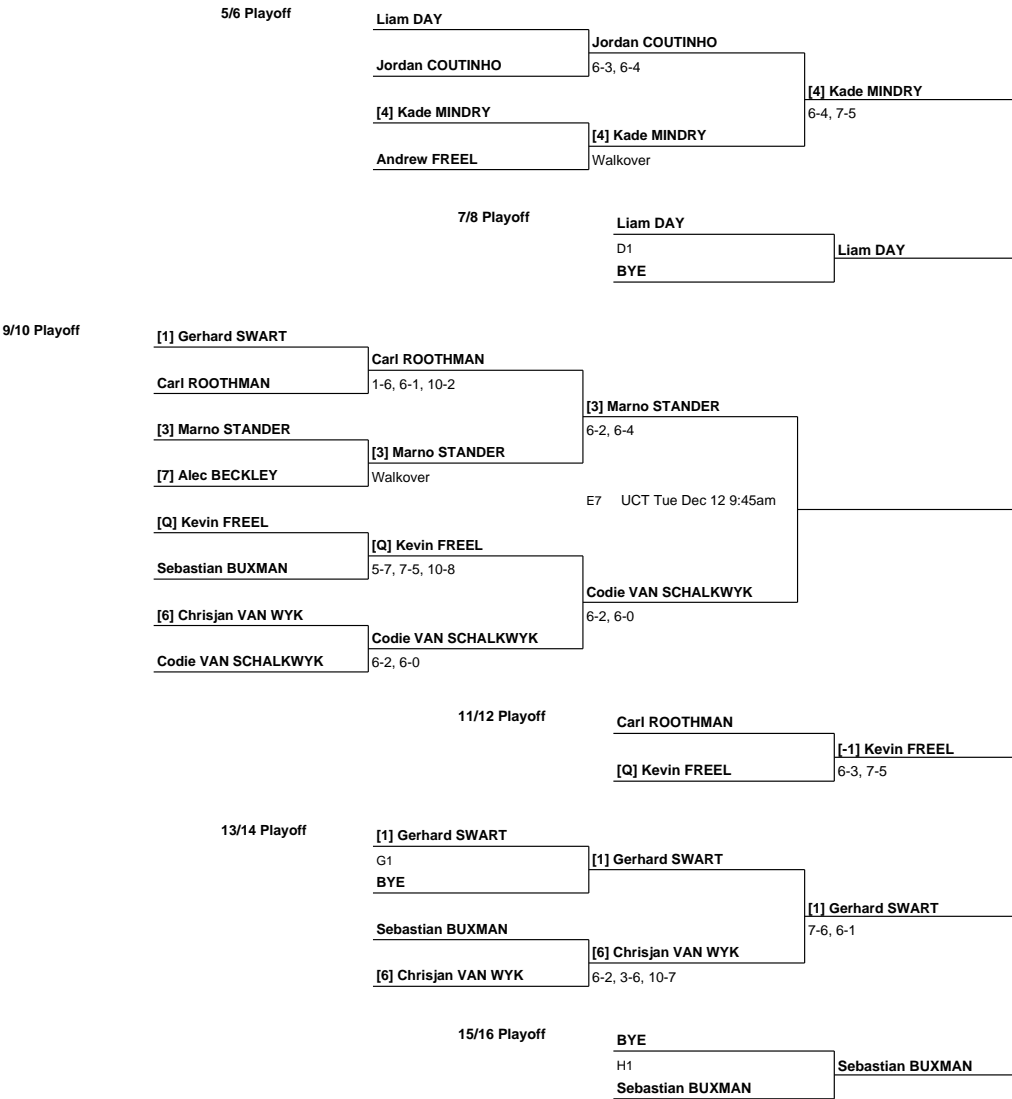 5/6 Playoff
Liam DAY
Jordan COUTINHO
Jordan COUTINHO
6-3, 6-4
[4] Kade MINDRY
6-4, 7-5
[4] Kade MINDRY
[4] Kade MINDRY
Andrew FREEL
Walkover
7/8 Playoff
Liam DAY
D1
Liam DAY
BYE
9/10 Playoff
[1] Gerhard SWART
Carl ROOTHMAN
Carl ROOTHMAN
1-6, 6-1, 10-2
[3] Marno STANDER
6-2, 6-4
[3] Marno STANDER
[3] Marno STANDER
[7] Alec BECKLEY
Walkover
E7 UCT Tue Dec 12 9:45am
[Q] Kevin FREEL
[Q] Kevin FREEL
Sebastian BUXMAN
5-7, 7-5, 10-8
Codie VAN SCHALKWYK
6-2, 6-0
[6] Chrisjan VAN WYK
Codie VAN SCHALKWYK
Codie VAN SCHALKWYK
6-2, 6-0
11/12 Playoff
Carl ROOTHMAN
[-1] Kevin FREEL
[Q] Kevin FREEL
6-3, 7-5
13/14 Playoff
[1] Gerhard SWART
G1
[1] Gerhard SWART
BYE
[1] Gerhard SWART
7-6, 6-1
Sebastian BUXMAN
[6] Chrisjan VAN WYK
[6] Chrisjan VAN WYK
6-2, 3-6, 10-7
15/16 Playoff
BYE
H1
Sebastian BUXMAN
Sebastian BUXMAN